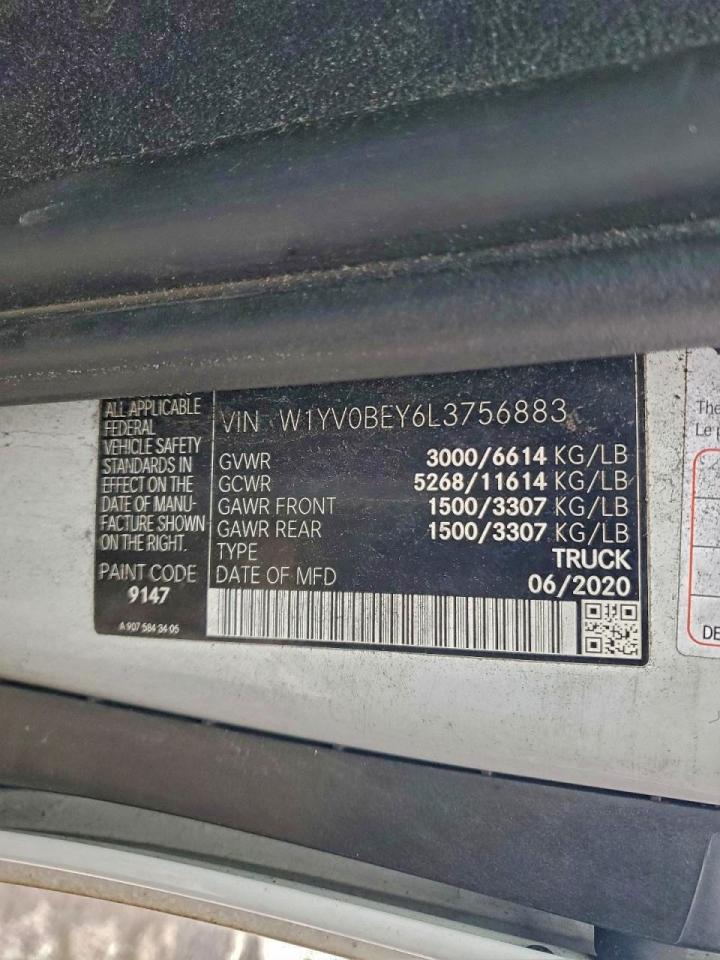 ALL APPLICABLE
FEDERAL
VEHICLE SAFETY
STANDARDS IN
EFFECT ON THE
DATE OF MANU-
FACTURE SHOWN
ON THE RIGHT.
PAINT CODE
9147
A 907 584 34 05
VIN W1YV0BEY6L3756883
GVWR 3000/6614 KG/LB
GCWR 5268/11614 KG/LB
GAWR FRONT 1500/3307 KG/LB
GAWR REAR 1500/3307 KG/LB
TYPE TRUCK
DATE OF MFD 06/2020
The
Le
DE